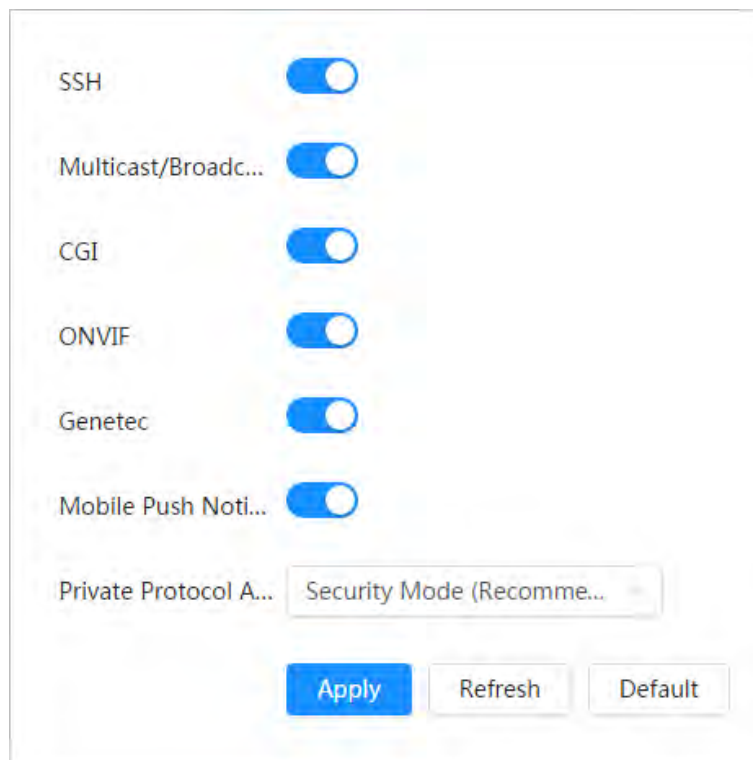 SSH
Multicast/Broadc...
CGI
ONVIF
Genetec
Mobile Push Noti...
Private Protocol A... Security Mode (Recomme...
Apply Refresh Default